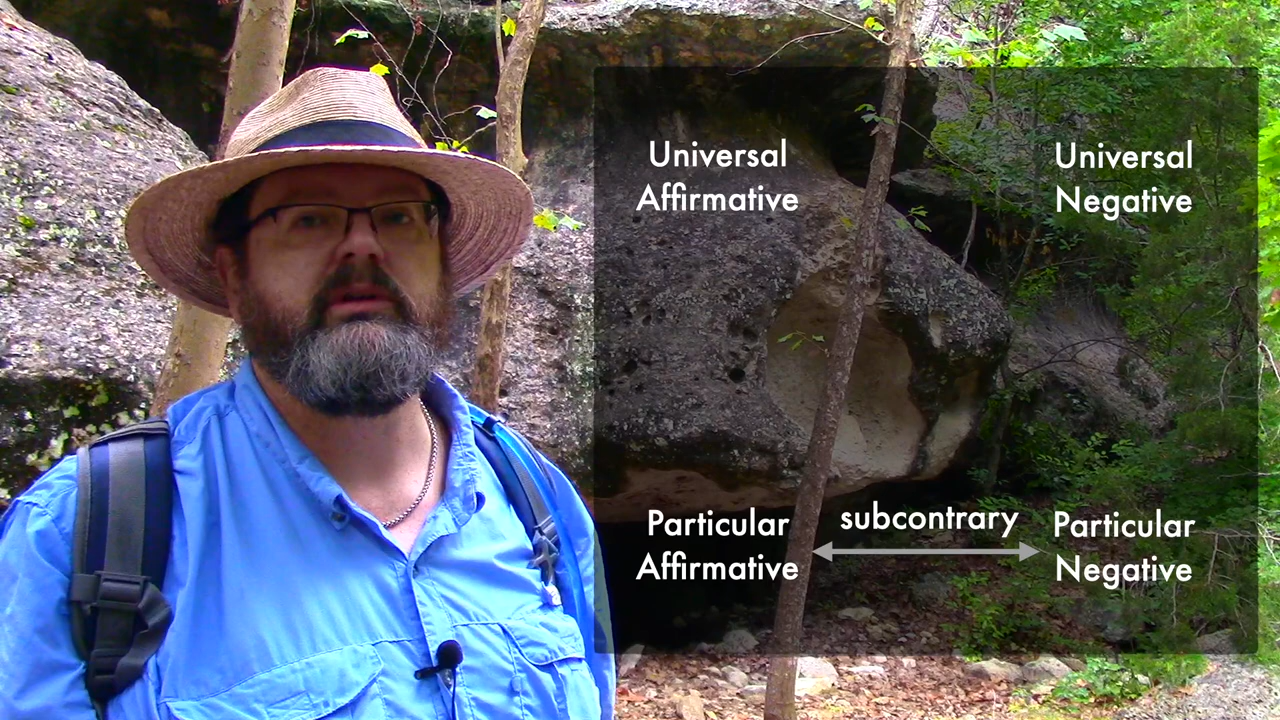 Universal
Affirmative
Universal
Negative
Particular
Affirmative
subcontrary
Particular
Negative